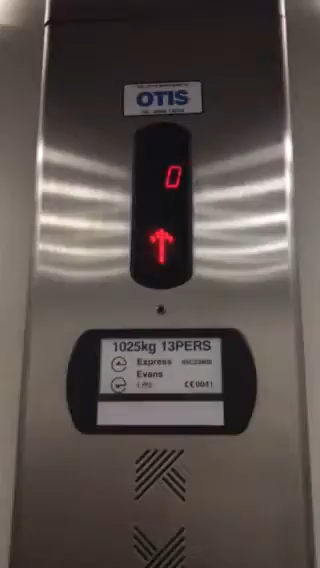 OTIS
0
1025kg 13PERS
Express
Evans
Lifts CE0041